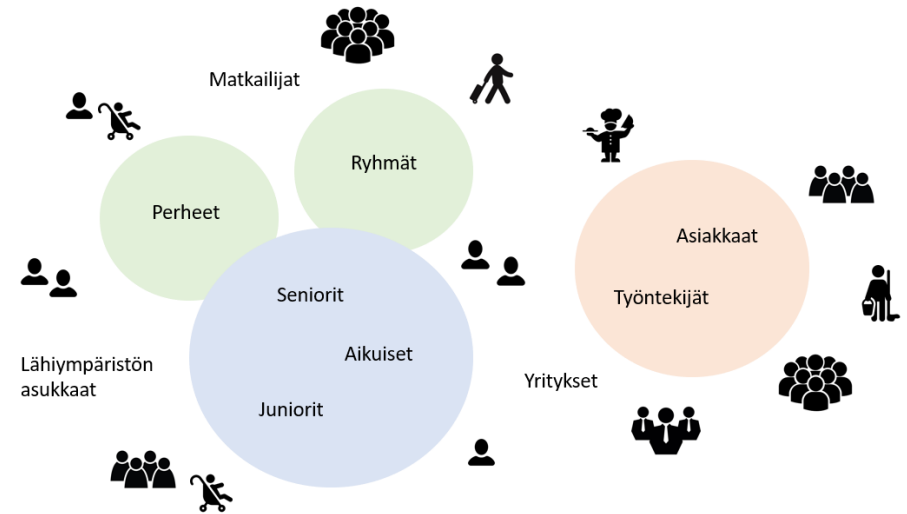 Matkailijat
Ryhmät
Perheet
Asiakkaat
Seniorit
Työntekijät
Aikuiset
Lähiympäristön
asukkaat
Yritykset
Juniorit